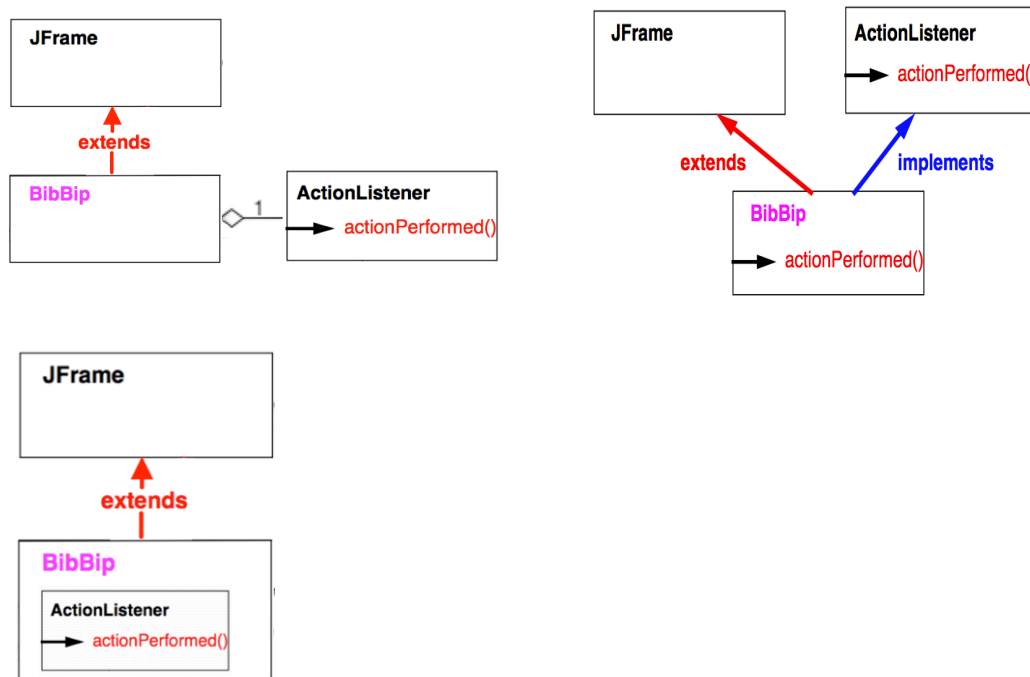 JFrame
extends
BibBip
1
ActionListener
actionPerformed()
JFrame
ActionListener
actionPerformed()
extends
implements
BibBip
actionPerformed()
JFrame
extends
BibBip
ActionListener
actionPerformed()